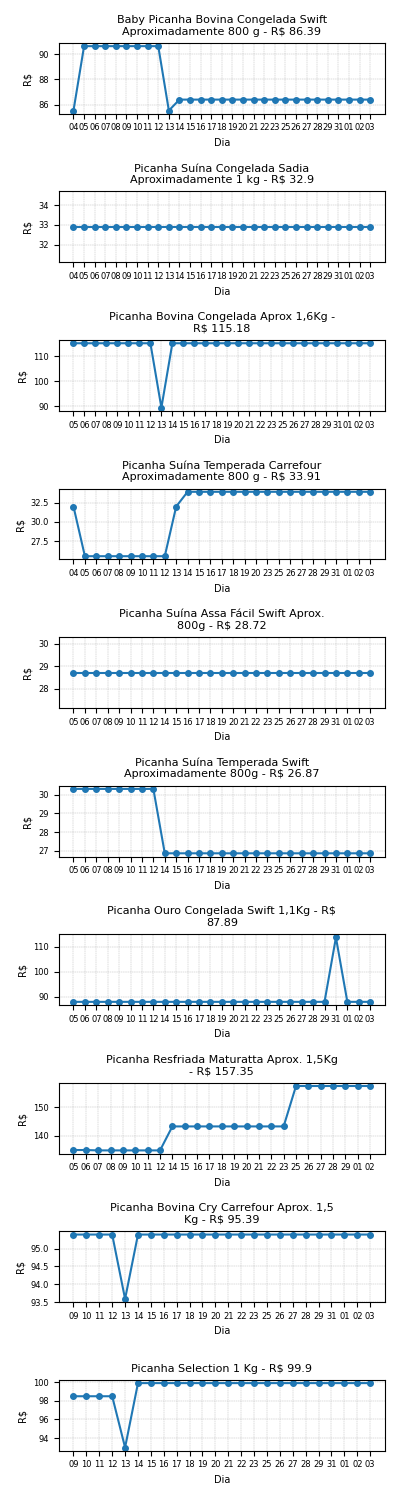 Baby Picanha Bovina Congelada Swift
Aproximadamente 800 g - R$ 86.39
90
88
86
R$
04 05 06 07 08 09 10 11 12 13 14 15 16 17 18 19 20 21 22 23 25 26 27 28 29 30 31 01 02 03
Dia
Picanha Suína Congelada Sadia
Aproximadamente 1 kg - R$ 32.9
34
33
32
R$
04 05 06 07 08 09 10 11 12 13 14 15 16 17 18 19 20 21 22 23 25 26 27 28 29 30 31 01 02 03
Dia
Picanha Bovina Congelada Aprox 1,6Kg -
R$ 115.18
110
100
90
R$
05 06 07 08 09 10 11 12 13 14 15 16 17 18 19 20 21 22 23 25 26 27 28 29 30 31 01 02 03
Dia
Picanha Suína Temperada Carrefour
Aproximadamente 800 g - R$ 33.91
32.5
30.0
27.5
R$
04 05 06 07 08 09 10 11 12 13 14 15 16 17 18 19 20 21 22 23 25 26 27 28 29 31 01 02 03
Dia
Picanha Suína Assa Fácil Swift Aprox.
800g - R$ 28.72
30
29
28
R$
05 06 07 08 09 10 11 12 13 14 15 16 17 18 19 20 21 22 23 25 26 27 28 29 31 01 02 03
Dia
Picanha Suína Temperada Swift
Aproximadamente 800g - R$ 26.87
30
29
28
27
R$
05 06 07 08 09 10 11 12 14 15 16 17 18 19 20 21 22 23 25 26 27 28 29 30 31 01 02 03
Dia
Picanha Ouro Congelada Swift 1,1Kg - R$
87.89
110
100
90
R$
05 06 07 08 09 10 11 12 13 14 15 16 17 18 19 20 21 22 23 25 26 27 29 30 01 02 03
Dia
Picanha Resfriada Maturatta Aprox. 1,5Kg
- R$ 157.35
150
140
R$
05 06 07 08 09 10 11 12 14 15 16 17 18 19 20 22 21 23 25 26 27 28 29 01 02
Dia
Picanha Bovina Cry Carrefour Aprox. 1,5
Kg - R$ 95.39
95.0
94.5
94.0
93.5
R$
09 10 11 12 13 14 15 16 17 18 19 20 21 22 23 25 26 27 28 29 31 01 02 03
Dia
Picanha Selection 1 Kg - R$ 99.9
100
98
96
94
R$
09 10 11 12 13 14 15 16 17 18 19 20 21 22 23 25 26 27 28 29 31 01 02 03
Dia